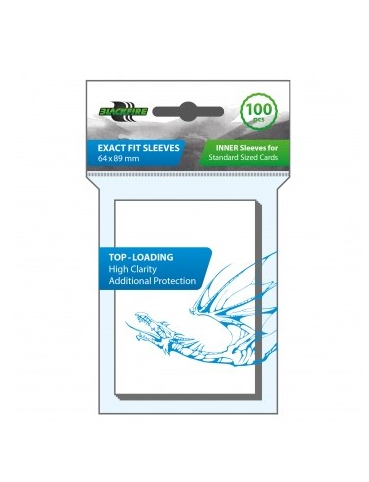 BLACKFIRE
100
pcs
EXACT FIT SLEEVES
64 x 89 mm
INNER Sleeves for
Standard Sized Cards
TOP - LOADING
High Clarity
Additional Protection